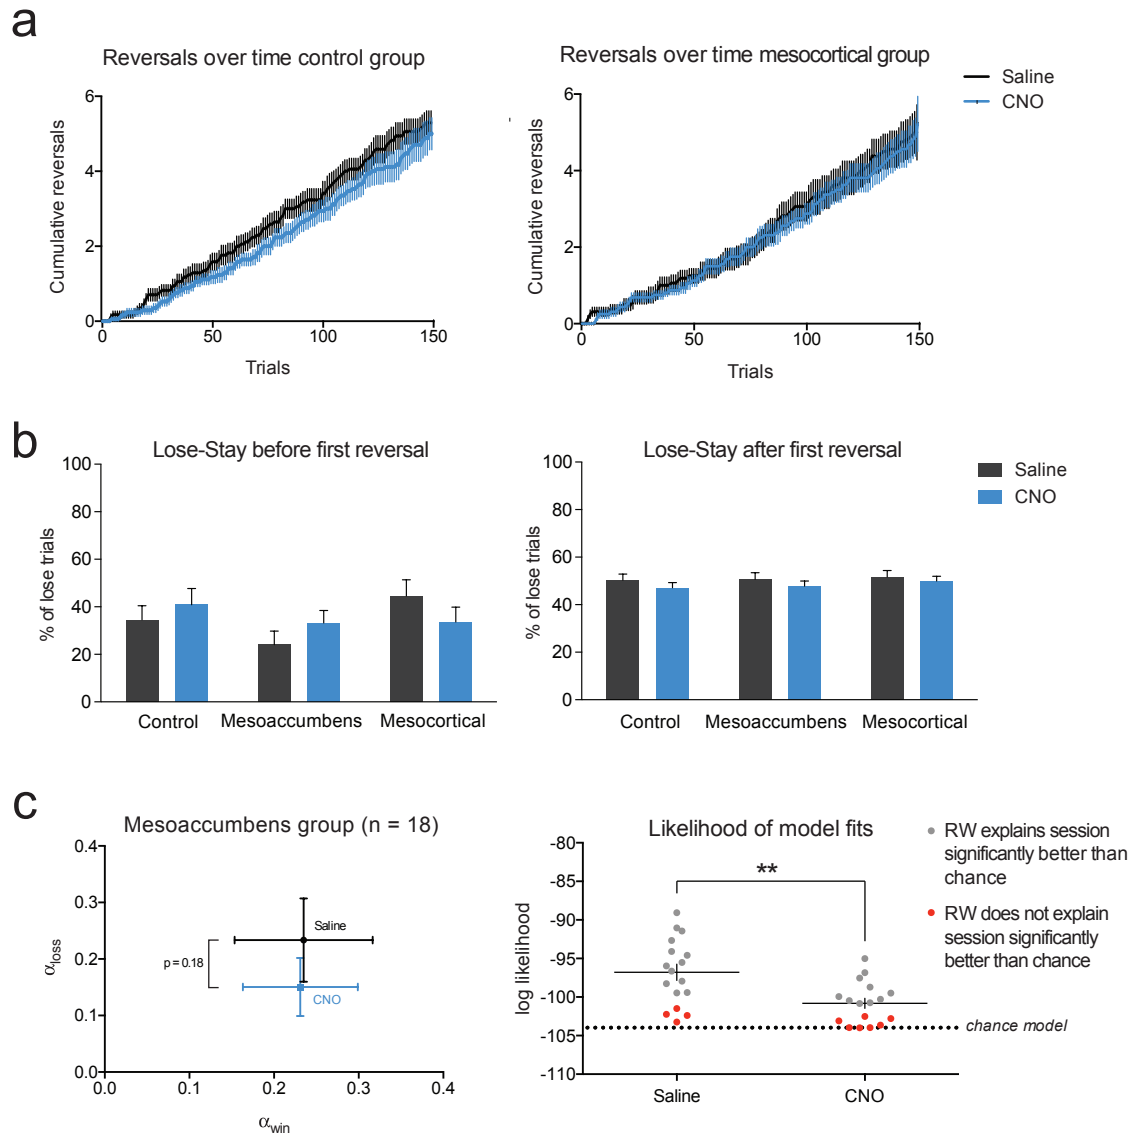 a
Reversals over time control group
Cumulative reversals
6
4
2
0
0
50
100
150
Trials
Reversals over time mesocortical group
Cumulative reversals
6
4
2
0
0
50
100
150
Trials
Saline
CNO
b
Lose-Stay before first reversal
% of lose trials
100
80
60
40
20
0
Control
Mesoaccumbens
Mesocortical
Lose-Stay after first reversal
% of lose trials
100
80
60
40
20
0
Control
Mesoaccumbens
Mesocortical
Saline
CNO
c
Mesoaccumbens group (n = 18)
αloss
0.4
0.3
0.2
0.1
0.0
0.0
0.1
0.2
0.3
0.4
αwin
p = 0.18
Saline
CNO
Likelihood of model fits
log likelihood
-80
-85
-90
-95
-100
-105
-110
**
Saline
CNO
chance model
RW explains session
significantly better than
chance
RW does not explain
session significantly
better than chance